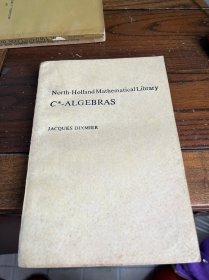 North-Holland Mathematical Library
C*-ALGEBRAS
JACQUES DIXMIER